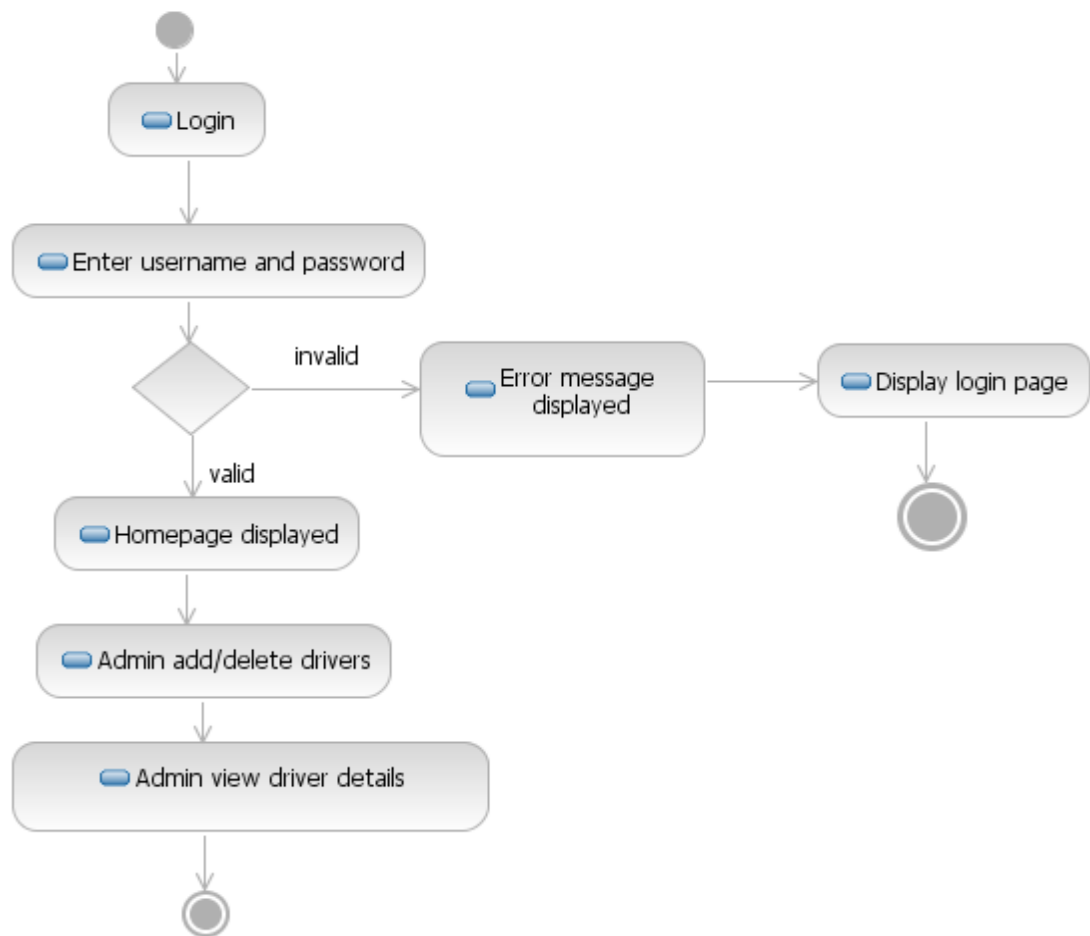 Login
Enter username and password
invalid
Error message
displayed
Display login page
valid
Homepage displayed
Admin add/delete drivers
Admin view driver details